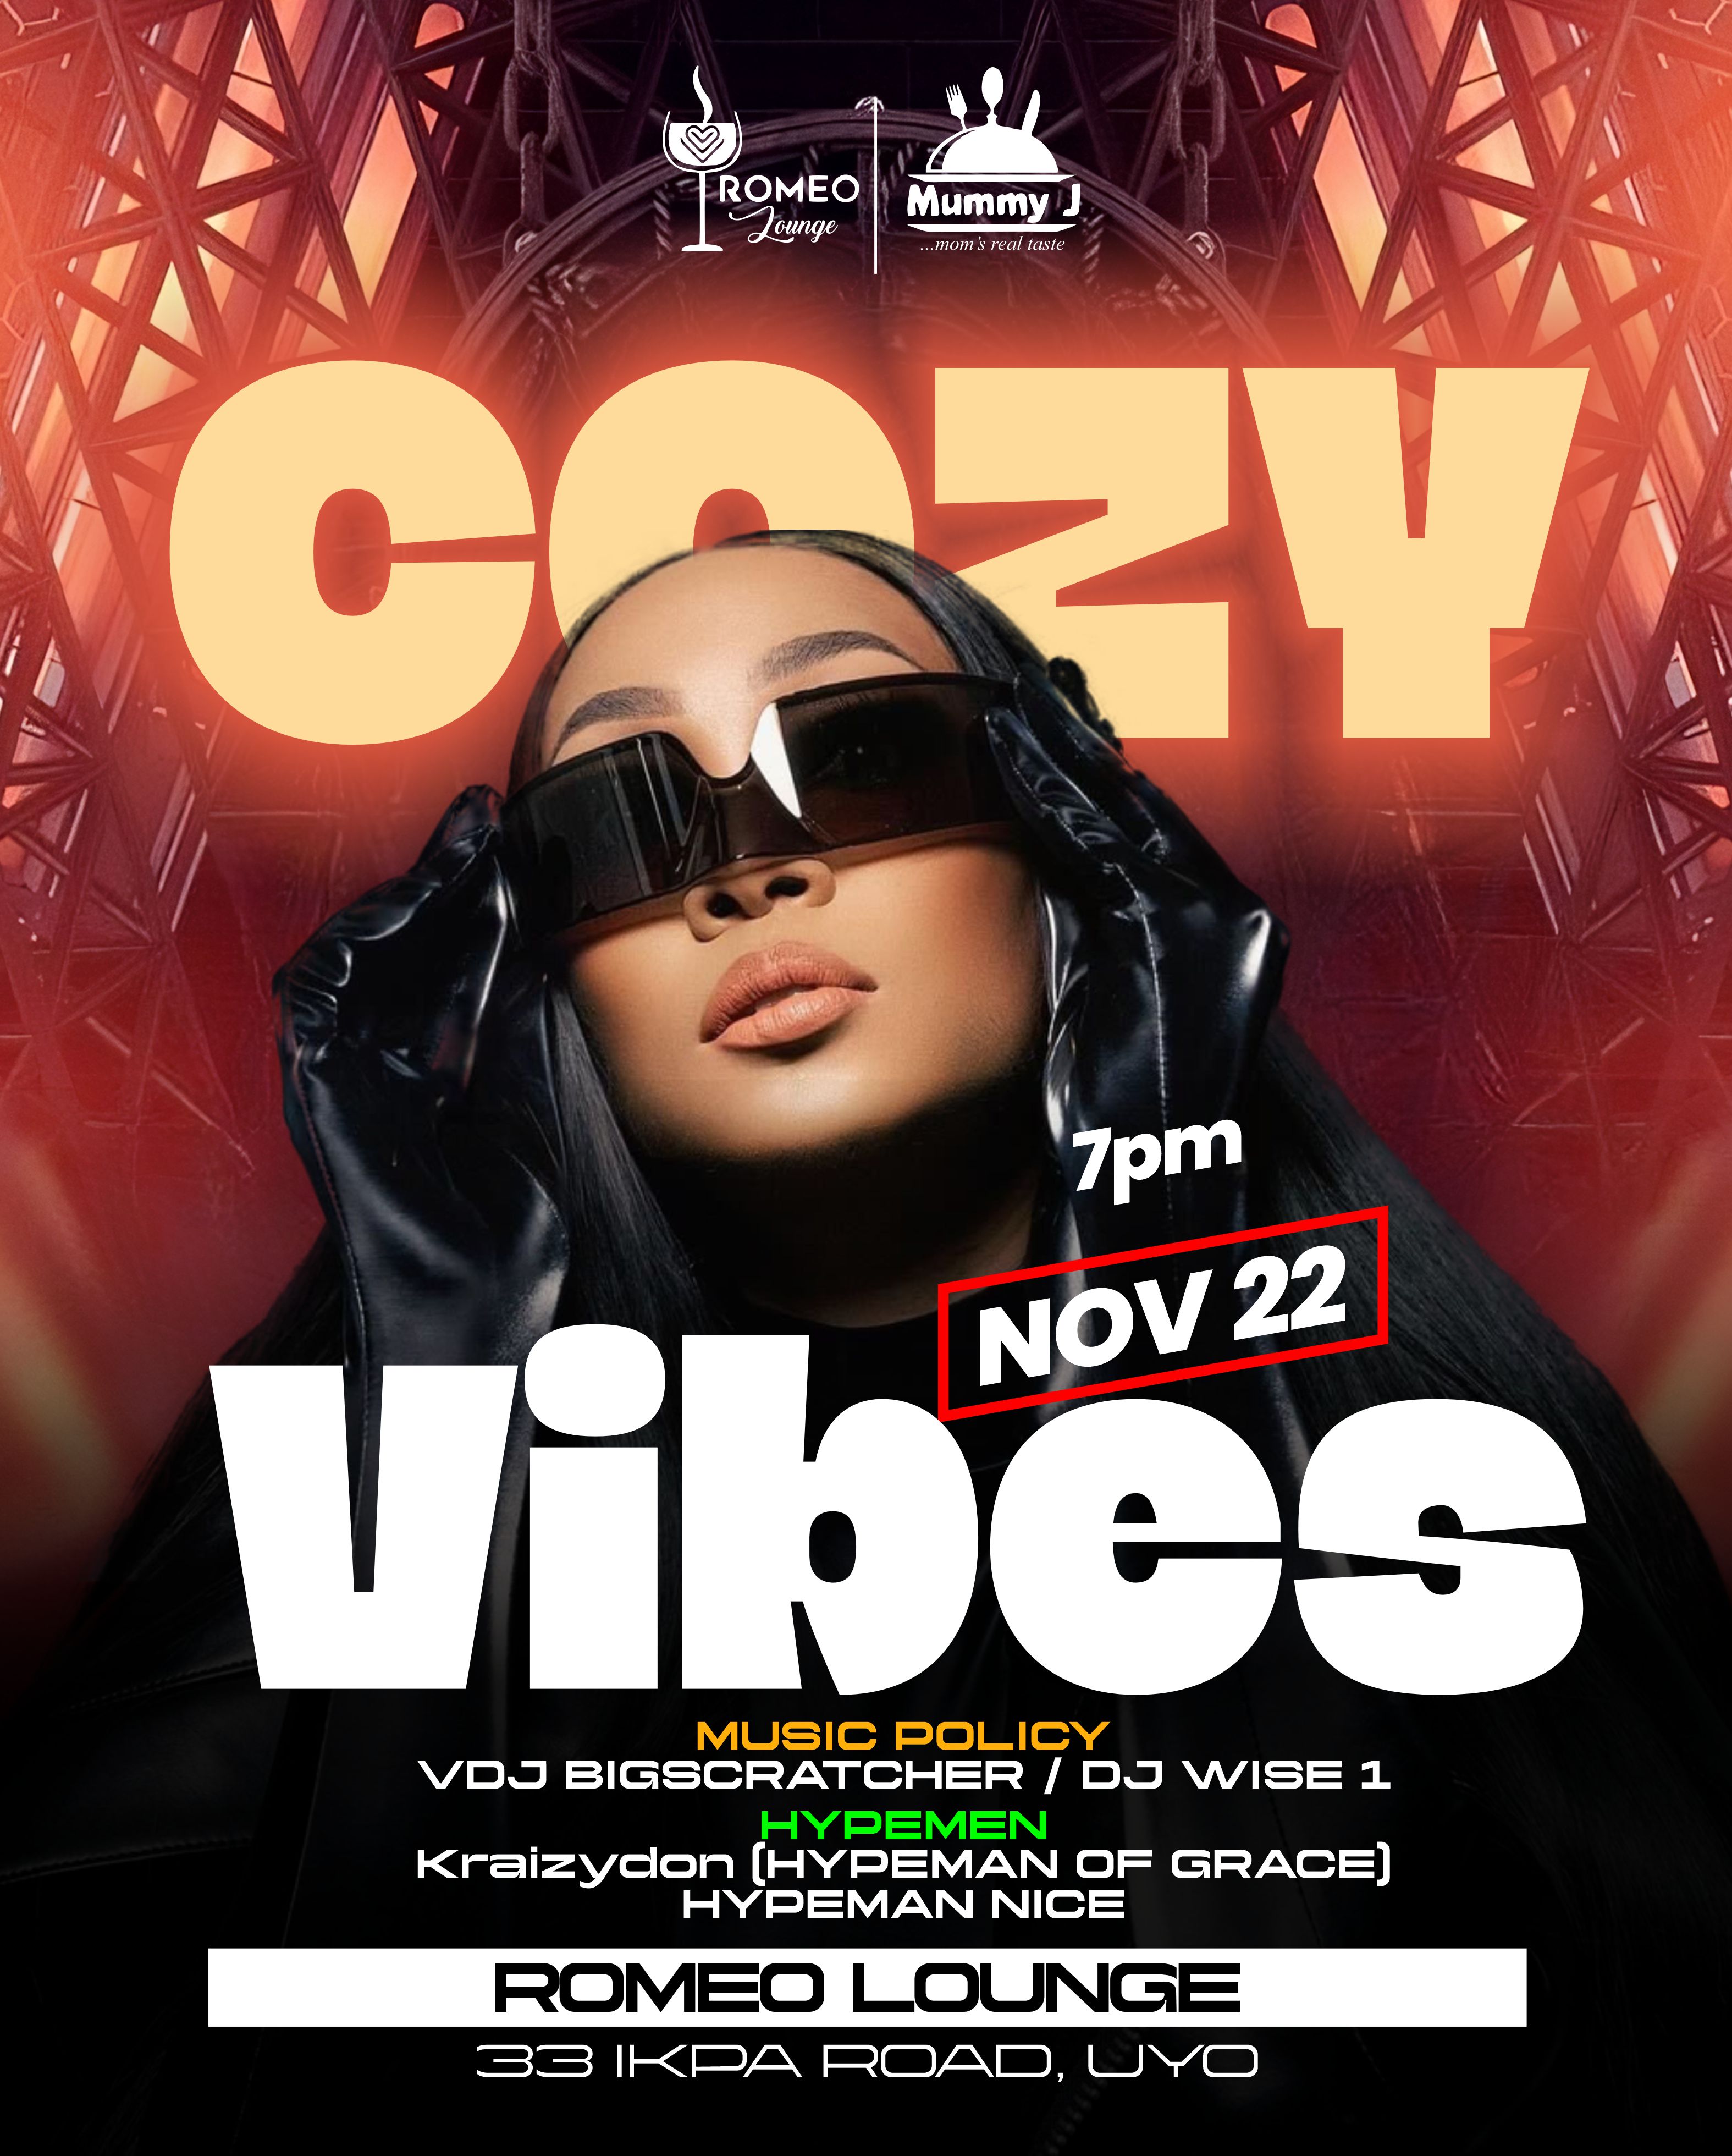 ROMEO
Lounge
Mummy J
...mom's real taste
COZY
7pm
NOV 22
Vibes
MUSIC POLICY
VDJ BIGSCRATCHER / DJ WISE 1
HYPEMEN
Kraizydon (HYPEMAN OF GRACE)
HYPEMAN NICE
ROMEO LOUNGE
33 IKPA ROAD, UYO